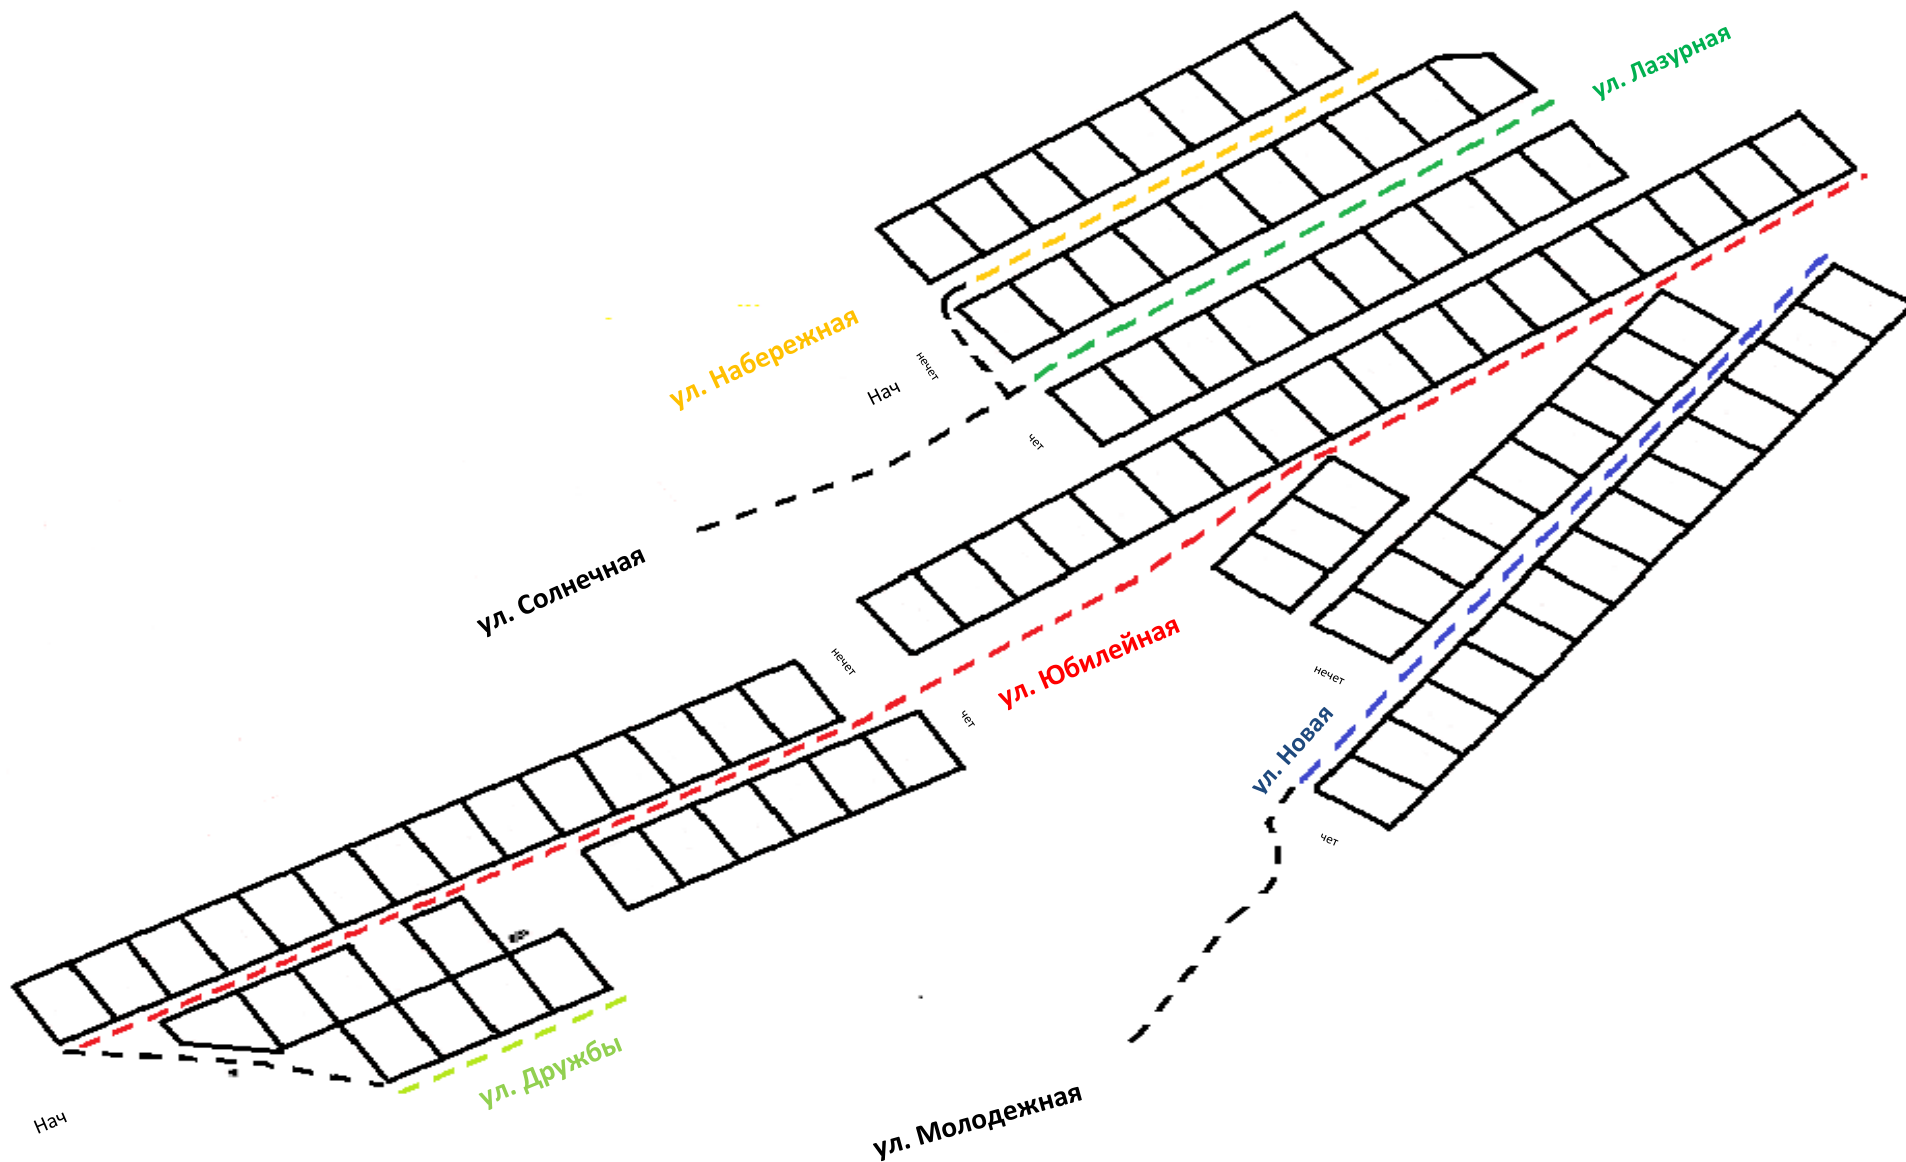 ул. Лазурная
ул. Набережная
нечет
Нач
чет
ул. Солнечная
нечет
ул. Юбилейная
чет
нечет
ул. Новая
чет
ул. Дружбы
Нач
ул. Молодежная